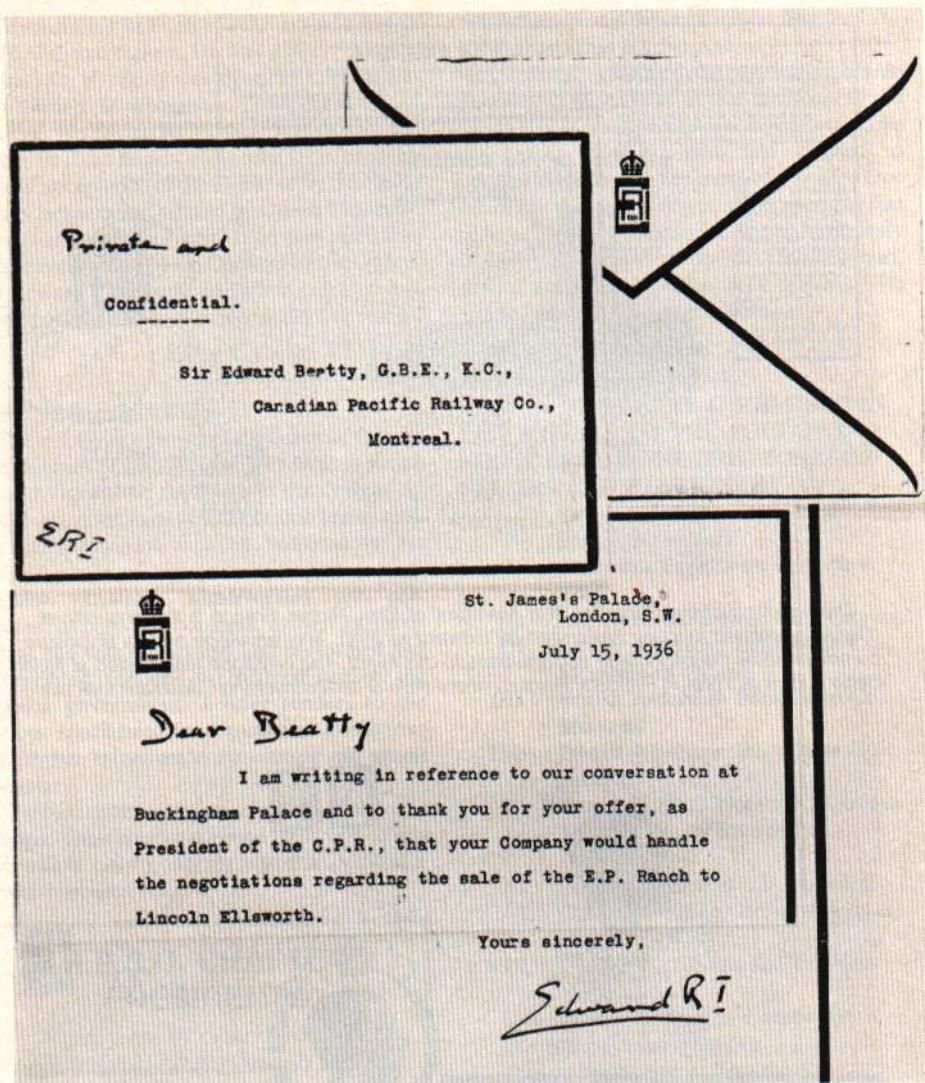 Private and
Confidential.
Sir Edward Beatty, G.B.E., K.C.,
Canadian Pacific Railway Co.,
Montreal.
ERI
St. James's Palace,
London, S.W.
July 15, 1936
Dear Beatty
I am writing in reference to our conversation at
Buckingham Palace and to thank you for your offer, as
President of the C.P.R., that your Company would handle
the negotiations regarding the sale of the E.P. Ranch to
Lincoln Ellsworth.
Yours sincerely,
Edward R I